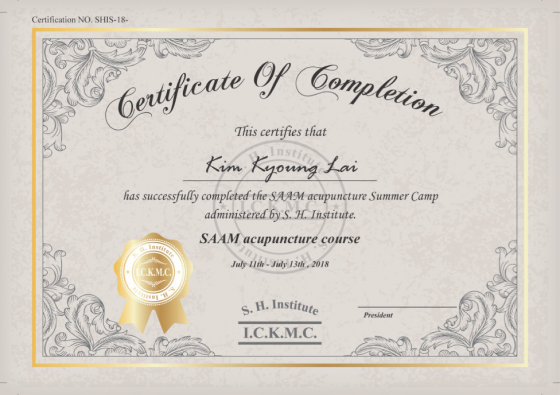 Certification NO. SHIS-18-
Certificate Of Completion
This certifies that
Kim Kyoung Lai
has successfully completed the SAAM acupuncture Summer Camp
administered by S. H. Institute.
SAAM acupuncture course
July 11th - July 13th , 2018
S. H. Institute
I.C.K.M.C.
S. H. Institute
S. H. Institute
I.C.K.M.C.
President
S. H. Institute
I.C.K.M.C.